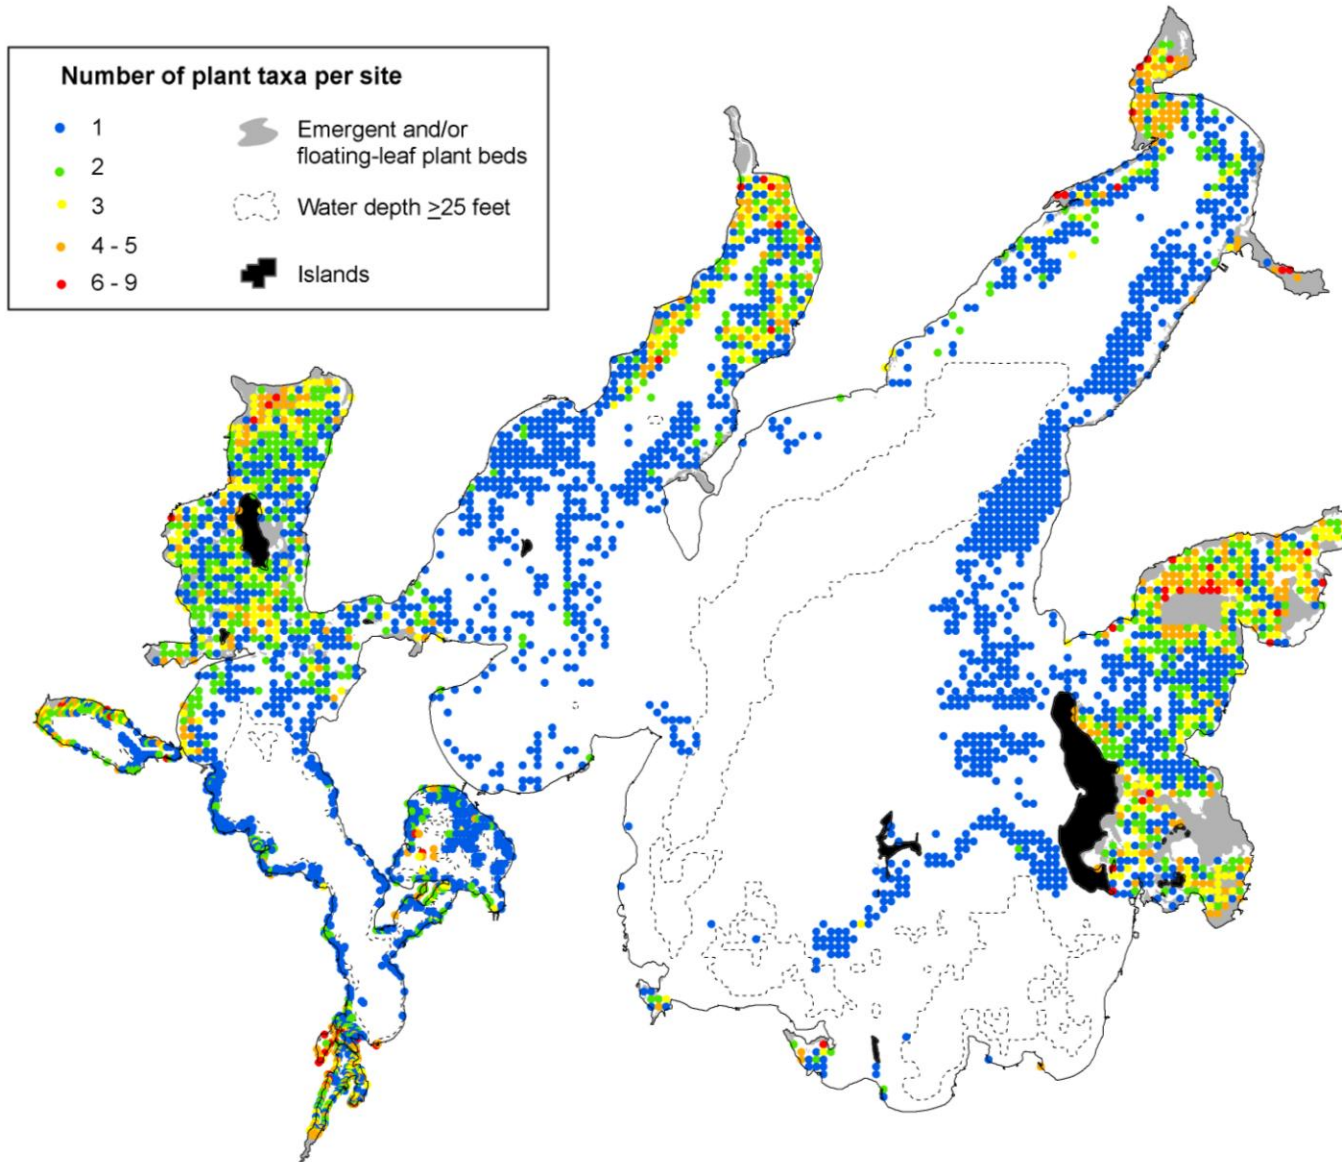 Number of plant taxa per site
1
2
3
4 - 5
6 - 9
Emergent and/or
floating-leaf plant beds
Water depth ≥25 feet
Islands